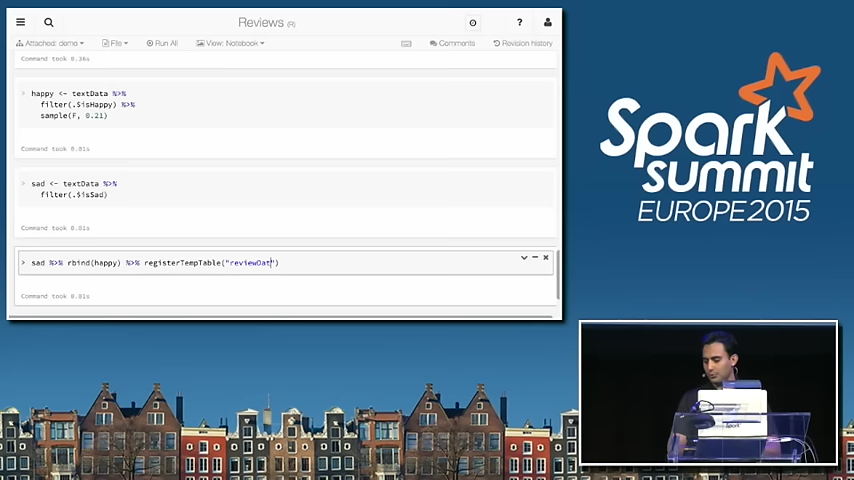 Reviews (R)
Attached: demo
File
Run All
View: Notebook
Comments
Revision history
Command took 0.36s
> happy <- textData %>%
filter(.$isHappy) %>%
sample(F, 0.21)
Command took 0.01s
> sad <- textData %>%
filter(.$isSad)
Command took 0.01s
> sad %>% rbind(happy) %>% registerTempTable("reviewDat")
Command took 0.01s
Spark
summit
EUROPE2015
Spark